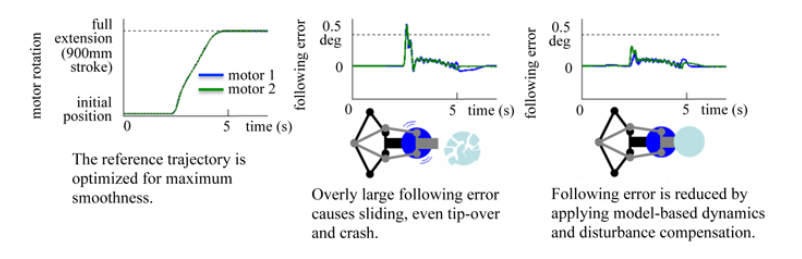 full
extension
(900mm
stroke)
motor rotation
initial
position
motor 1
motor 2
0
5
time (s)
The reference trajectory is
optimized for maximum
smoothness.
following error
0.5
deg
0
0
5
time (s)
Overly large following error
causes sliding, even tip-over
and crash.
following error
0.5
deg
0
0
5
time (s)
Following error is reduced by
applying model-based dynamics
and disturbance compensation.